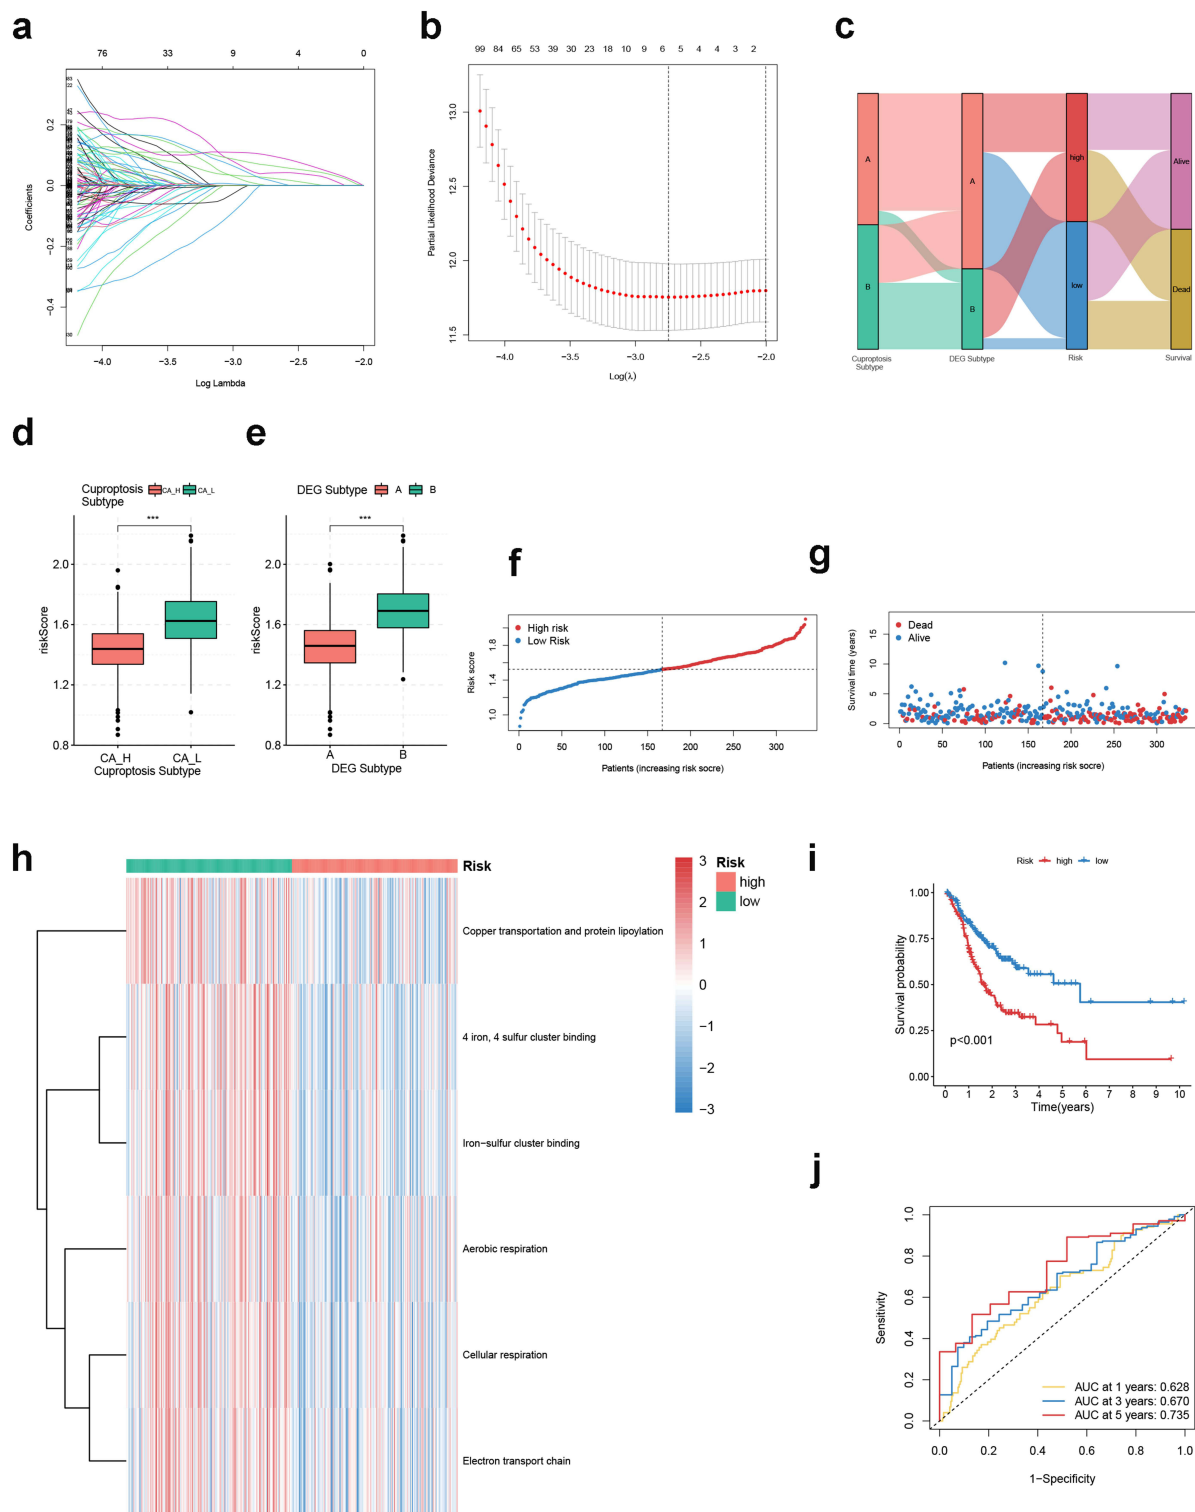 a
76 33 9 4 0
0.2
0.0
−0.2
−0.4
Coefficients
−4.0 −3.5 −3.0 −2.5 −2.0
Log Lambda
b
99 84 65 53 39 30 23 18 10 9 6 5 4 4 3 2
13.0
12.5
12.0
11.5
Partial Likelihood Deviance
−4.0 −3.5 −3.0 −2.5 −2.0
Log(λ)
c
A
B
A
B
high
low
Alive
Dead
Cuproptosis
Subtype
DEG Subtype
Risk
Survival
d
Cuproptosis
Subtype
CA_H CA_L
***
2.0
1.6
1.2
0.8
riskScore
CA_H CA_L
Cuproptosis Subtype
e
DEG Subtype A B
***
2.0
1.6
1.2
0.8
riskScore
A B
DEG Subtype
f
High risk
Low Risk
1.8
1.4
1.0
Risk score
0 50 100 150 200 250 300
Patients (increasing risk socre)
g
Dead
Alive
15
10
5
0
Survival time (years)
0 50 100 150 200 250 300
Patients (increasing risk socre)
h
Risk
Copper transportation and protein lipoylation
4 iron, 4 sulfur cluster binding
Iron−sulfur cluster binding
Aerobic respiration
Cellular respiration
Electron transport chain
3
2
1
0
−1
−2
−3
Risk
high
low
i
Risk high low
1.00
0.75
0.50
0.25
0.00
Survival probability
p<0.001
0 1 2 3 4 5 6 7 8 9 10
Time(years)
j
1.0
0.8
0.6
0.4
0.2
0.0
Sensitivity
AUC at 1 years: 0.628
AUC at 3 years: 0.670
AUC at 5 years: 0.735
0.0 0.2 0.4 0.6 0.8 1.0
1−Specificity